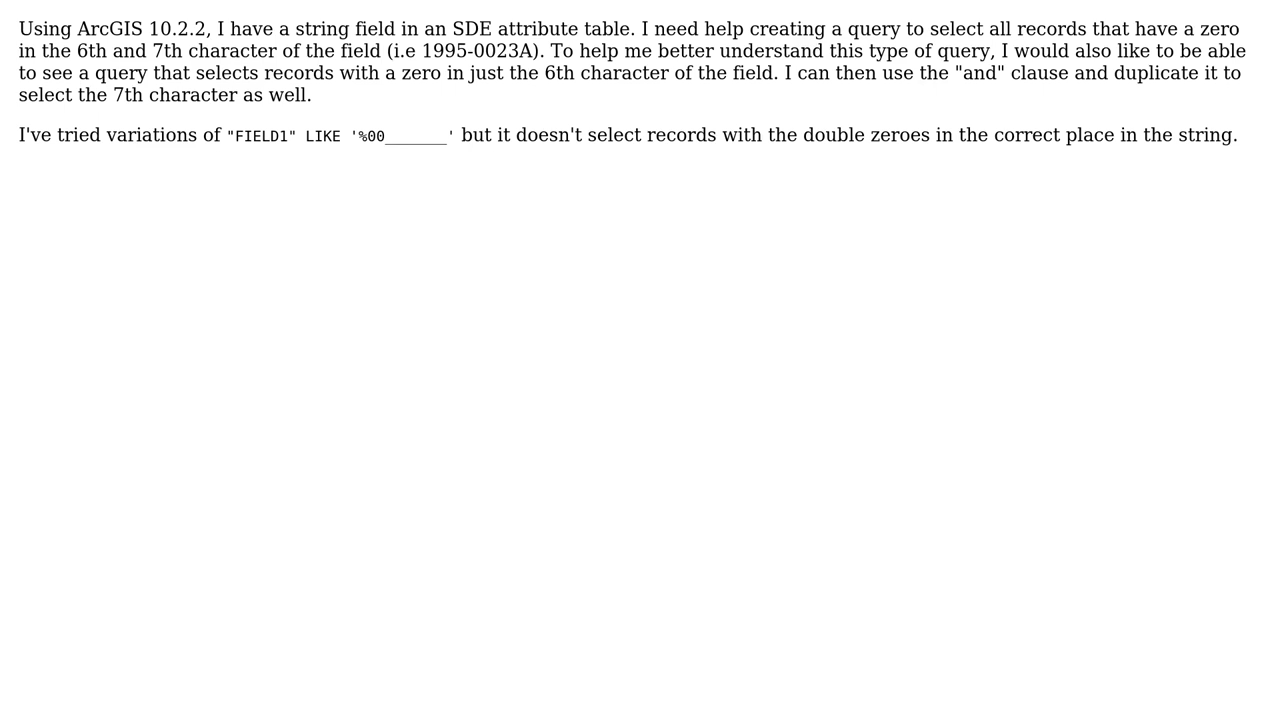 Using ArcGIS 10.2.2, I have a string field in an SDE attribute table. I need help creating a query to select all records that have a zero
in the 6th and 7th character of the field (i.e 1995-0023A). To help me better understand this type of query, I would also like to be able
to see a query that selects records with a zero in just the 6th character of the field. I can then use the "and" clause and duplicate it to
select the 7th character as well.
I've tried variations of "FIELD1" LIKE '%00_______' but it doesn't select records with the double zeroes in the correct place in the string.